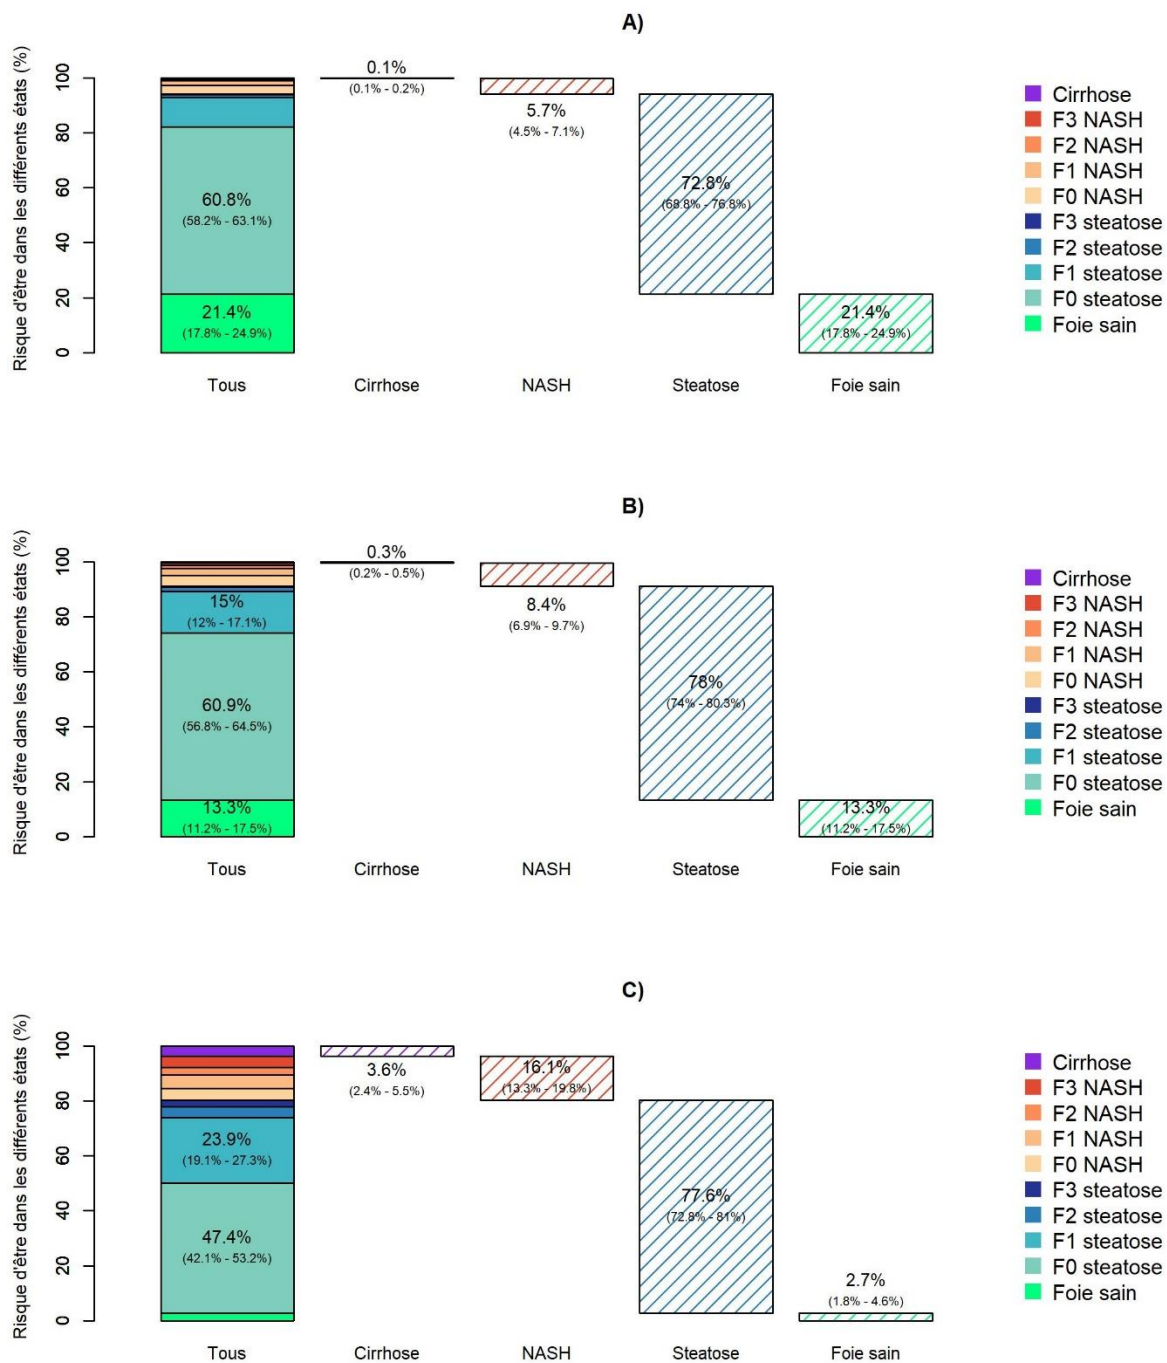 A)
Risque d'être dans les différents états (%)
100
80
60
40
20
0
60.8%
(58.2% - 63.1%)
21.4%
(17.8% - 24.9%)
0.1%
(0.1% - 0.2%)
5.7%
(4.5% - 7.1%)
72.8%
(68.8% - 76.8%)
21.4%
(17.8% - 24.9%)
Tous Cirrhose NASH Steatose Foie sain
Cirrhose
F3 NASH
F2 NASH
F1 NASH
F0 NASH
F3 steatose
F2 steatose
F1 steatose
F0 steatose
Foie sain
B)
Risque d'être dans les différents états (%)
100
80
60
40
20
0
15%
(12% - 17.1%)
60.9%
(56.8% - 64.5%)
13.3%
(11.2% - 17.5%)
0.3%
(0.2% - 0.5%)
8.4%
(6.9% - 9.7%)
78%
(74% - 80.3%)
13.3%
(11.2% - 17.5%)
Tous Cirrhose NASH Steatose Foie sain
Cirrhose
F3 NASH
F2 NASH
F1 NASH
F0 NASH
F3 steatose
F2 steatose
F1 steatose
F0 steatose
Foie sain
C)
Risque d'être dans les différents états (%)
100
80
60
40
20
0
23.9%
(19.1% - 27.3%)
47.4%
(42.1% - 53.2%)
3.6%
(2.4% - 5.5%)
16.1%
(13.3% - 19.8%)
77.6%
(72.8% - 81%)
2.7%
(1.8% - 4.6%)
Tous Cirrhose NASH Steatose Foie sain
Cirrhose
F3 NASH
F2 NASH
F1 NASH
F0 NASH
F3 steatose
F2 steatose
F1 steatose
F0 steatose
Foie sain